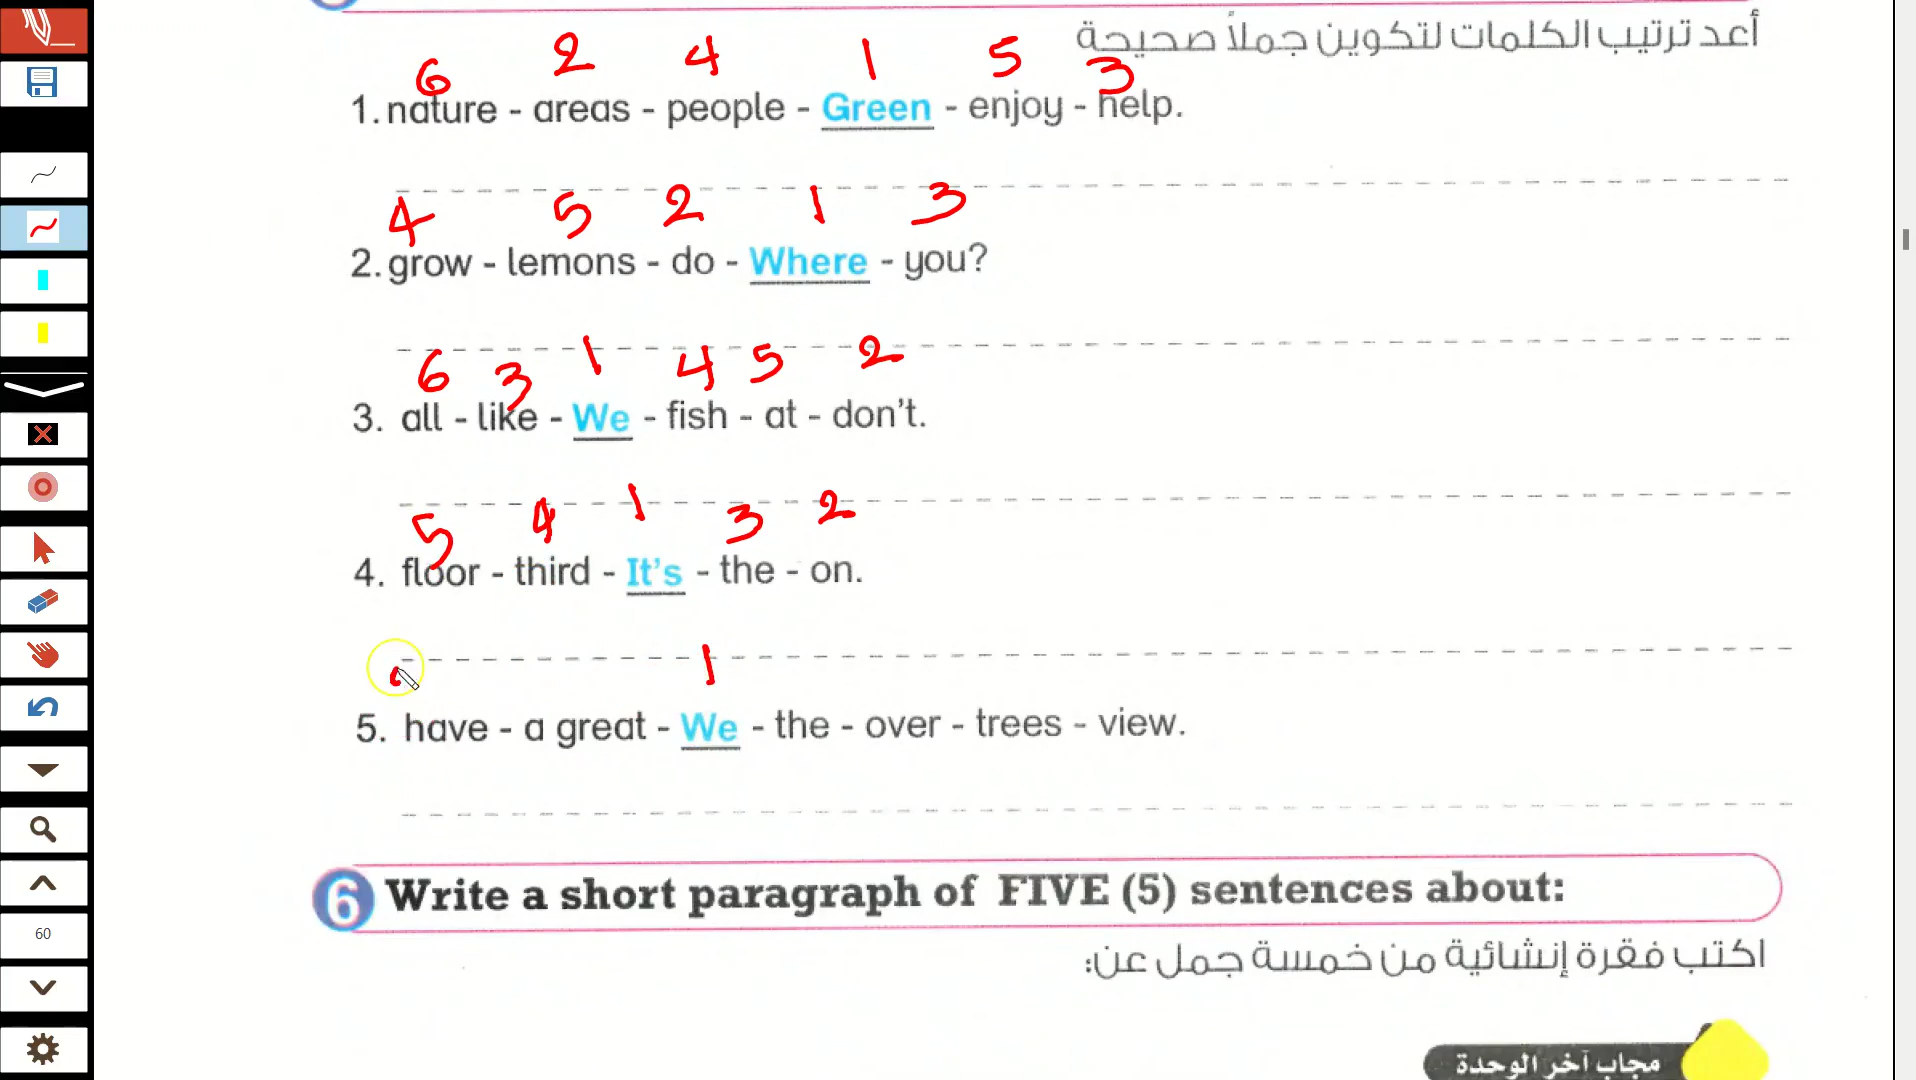 أعد ترتيب الكلمات لتكوين جملاً صحيحة
6 2 4 1 5 3
1. nature - areas - people - Green - enjoy - help.
4 5 2 1 3
2. grow - lemons - do - Where - you?
6 3 1 4 5 2
3. all - like - We - fish - at - don't.
5 4 1 3 2
4. floor - third - It's - the - on.
1
5. have - a great - We - the - over - trees - view.
6 Write a short paragraph of FIVE (5) sentences about:
اكتب فقرة إنشائية من خمسة جمل عن:
60
مجاب آخر الوحدة